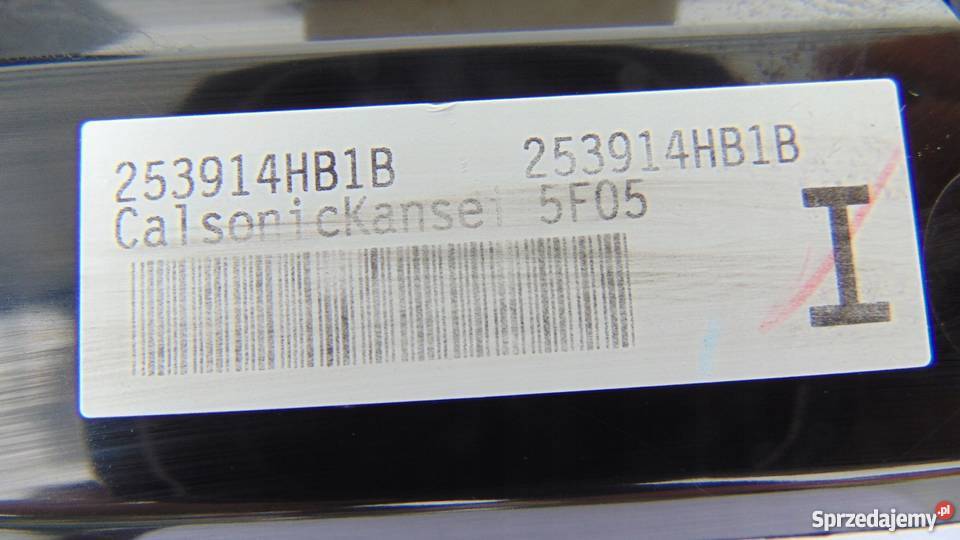 253914HB1B 253914HB1B
CalsonicKansei 5F05
I
Sprzedajemy.pl